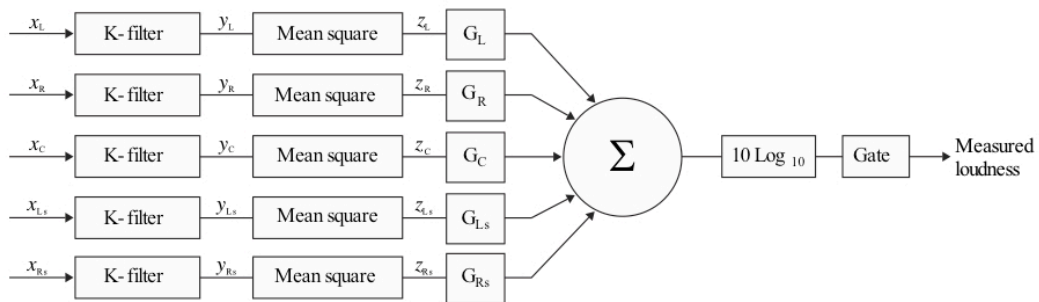 x_L K-filter y_L Mean square z_L G_L
x_R K-filter y_R Mean square z_R G_R
x_C K-filter y_C Mean square z_C G_C Σ 10 Log 10 Gate Measured
loudness
x_Ls K-filter y_Ls Mean square z_Ls G_Ls
x_Rs K-filter y_Rs Mean square z_Rs G_Rs